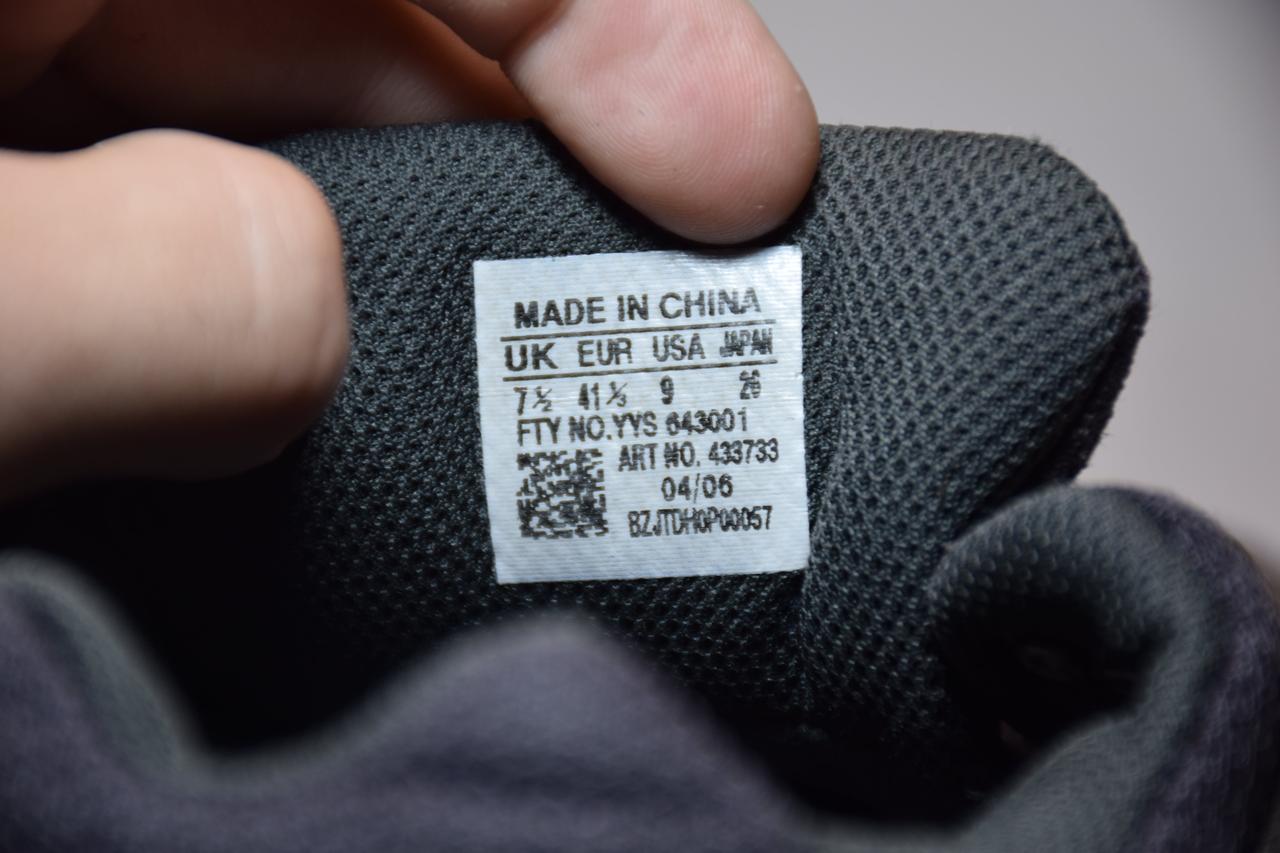 MADE IN CHINA
UK EUR USA JAPAN
7½ 41⅓ 9 26
FTY NO.YYS 643001
ART NO. 433733
04/06
BZJTDH0P00057